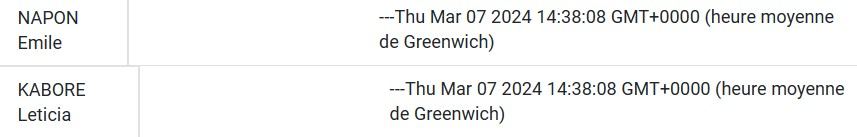 NAPON
Emile
---Thu Mar 07 2024 14:38:08 GMT+0000 (heure moyenne
de Greenwich)
KABORE
Leticia
---Thu Mar 07 2024 14:38:08 GMT+0000 (heure moyenne
de Greenwich)